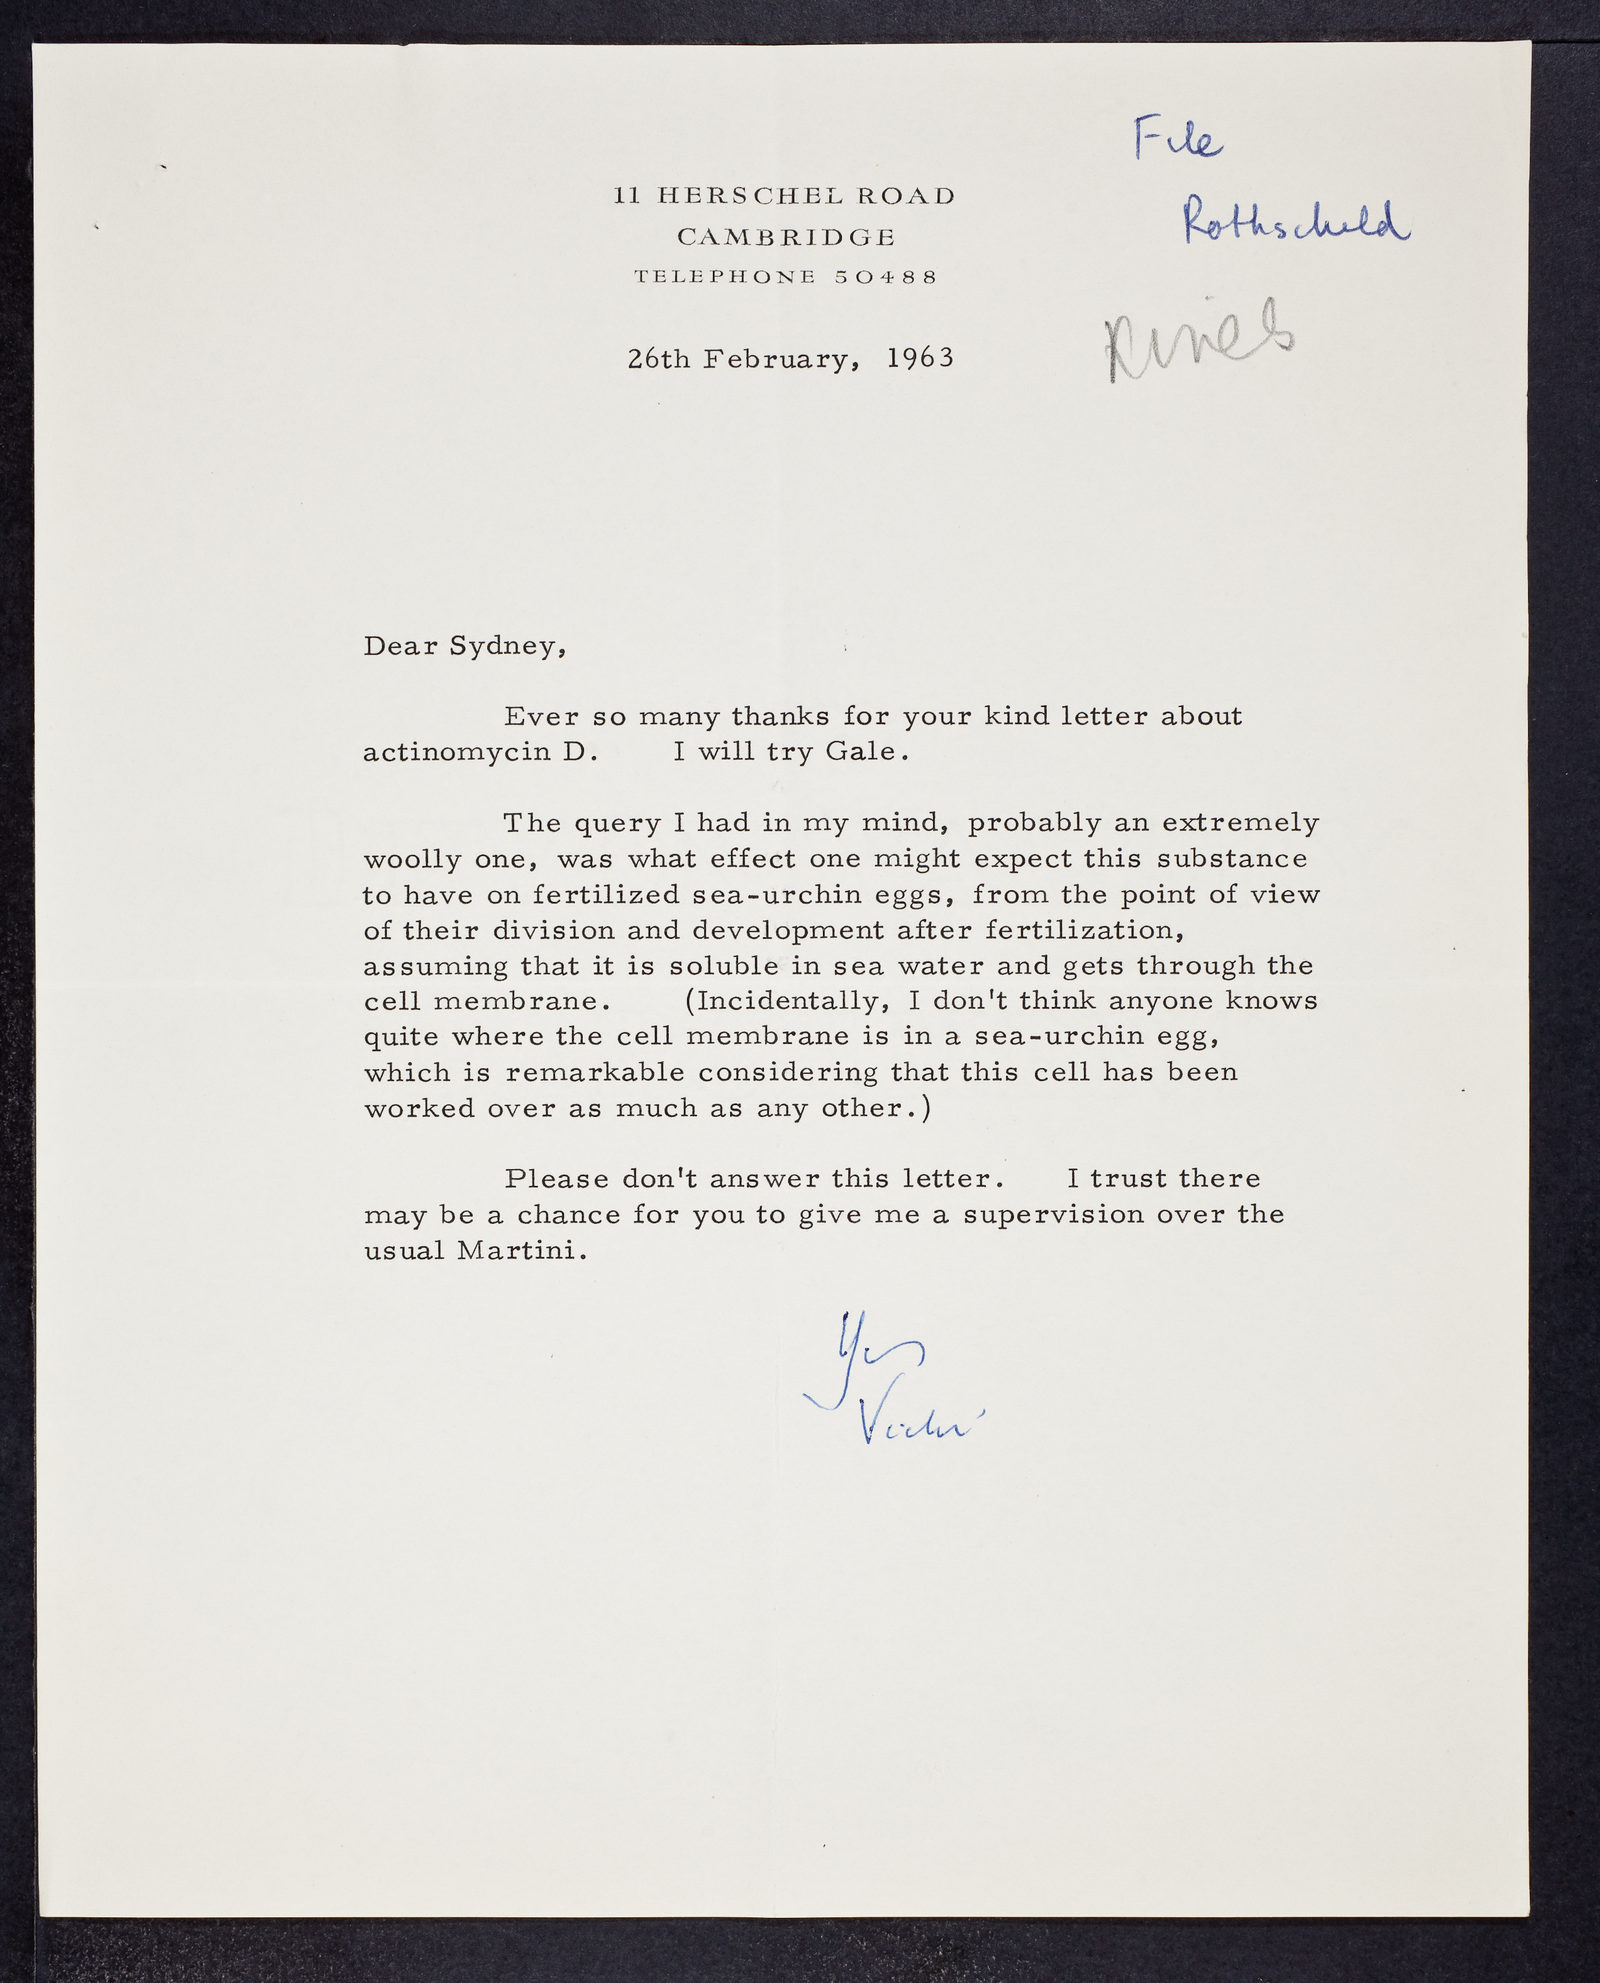 File
Rothschild
11 HERSCHEL ROAD
CAMBRIDGE
TELEPHONE 50488
26th February, 1963
Dear Sydney,
Ever so many thanks for your kind letter about
actinomycin D. I will try Gale.
The query I had in my mind, probably an extremely
woolly one, was what effect one might expect this substance
to have on fertilized sea-urchin eggs, from the point of view
of their division and development after fertilization,
assuming that it is soluble in sea water and gets through the
cell membrane. (Incidentally, I don't think anyone knows
quite where the cell membrane is in a sea-urchin egg,
which is remarkable considering that this cell has been
worked over as much as any other.)
Please don't answer this letter. I trust there
may be a chance for you to give me a supervision over the
usual Martini.